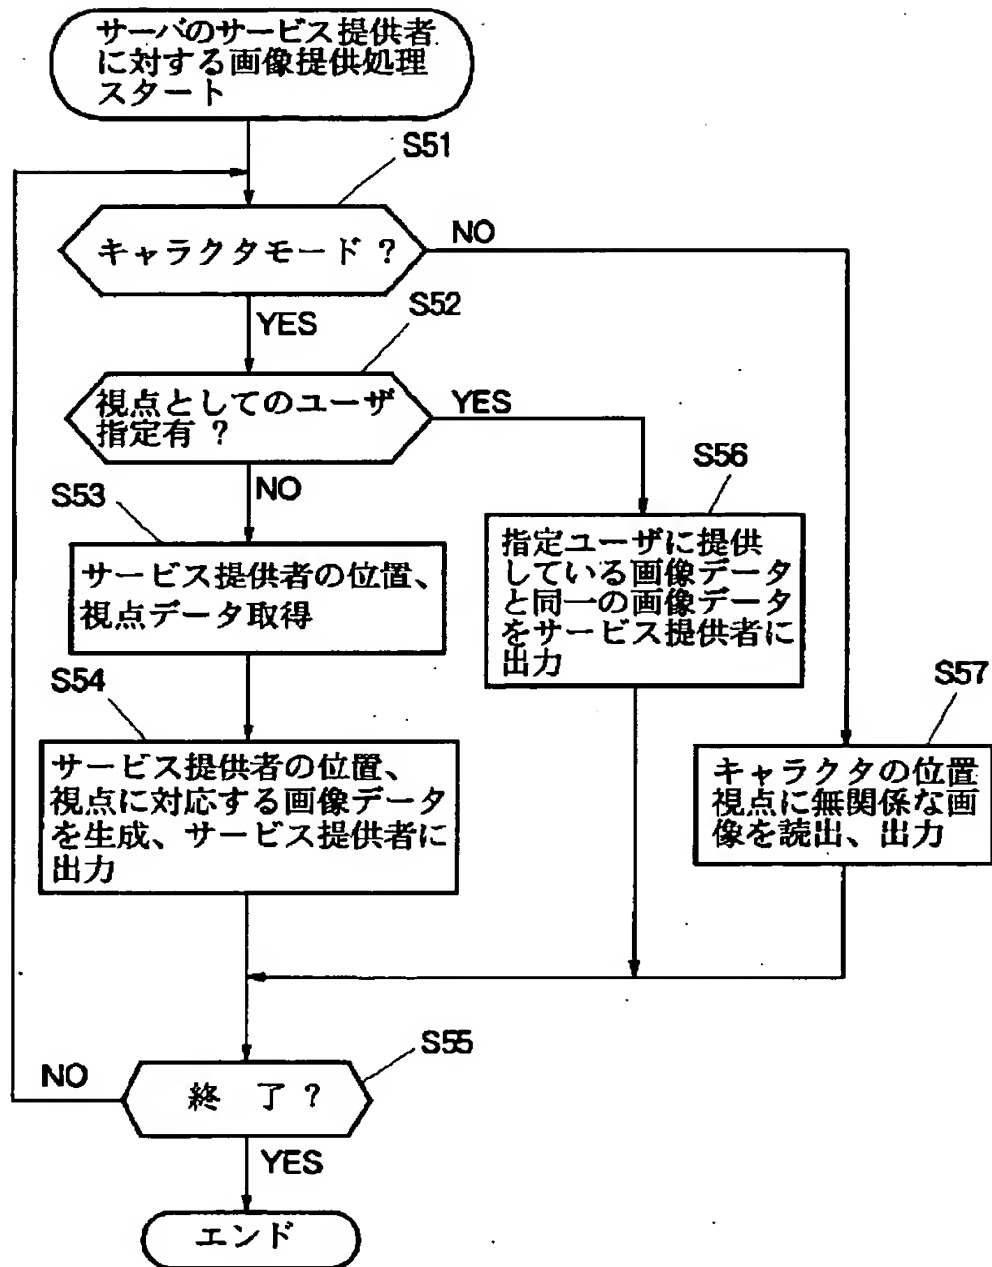 サーバのサービス提供者
に対する画像提供処理
スタート
S51
キャラクタモード?
NO
YES
S52
視点としてのユーザ
指定有?
YES
NO
S53
サービス提供者の位置、
視点データ取得
S56
指定ユーザに提供
している画像データ
と同一の画像データ
をサービス提供者に
出力
S54
サービス提供者の位置、
視点に対応する画像データ
を生成、サービス提供者に
出力
S57
キャラクタの位置
視点に無関係な画
像を読出、出力
S55
終 了?
NO
YES
エンド